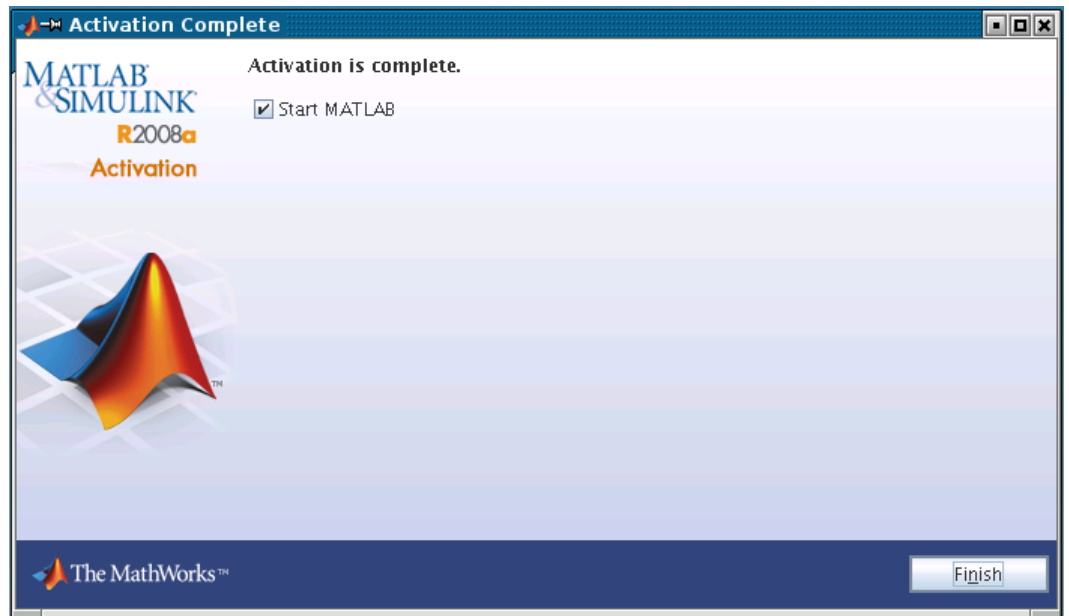 Activation Complete
MATLAB
&SIMULINK
R2008a
Activation
Activation is complete.
Start MATLAB
TM
The MathWorks™
Finish